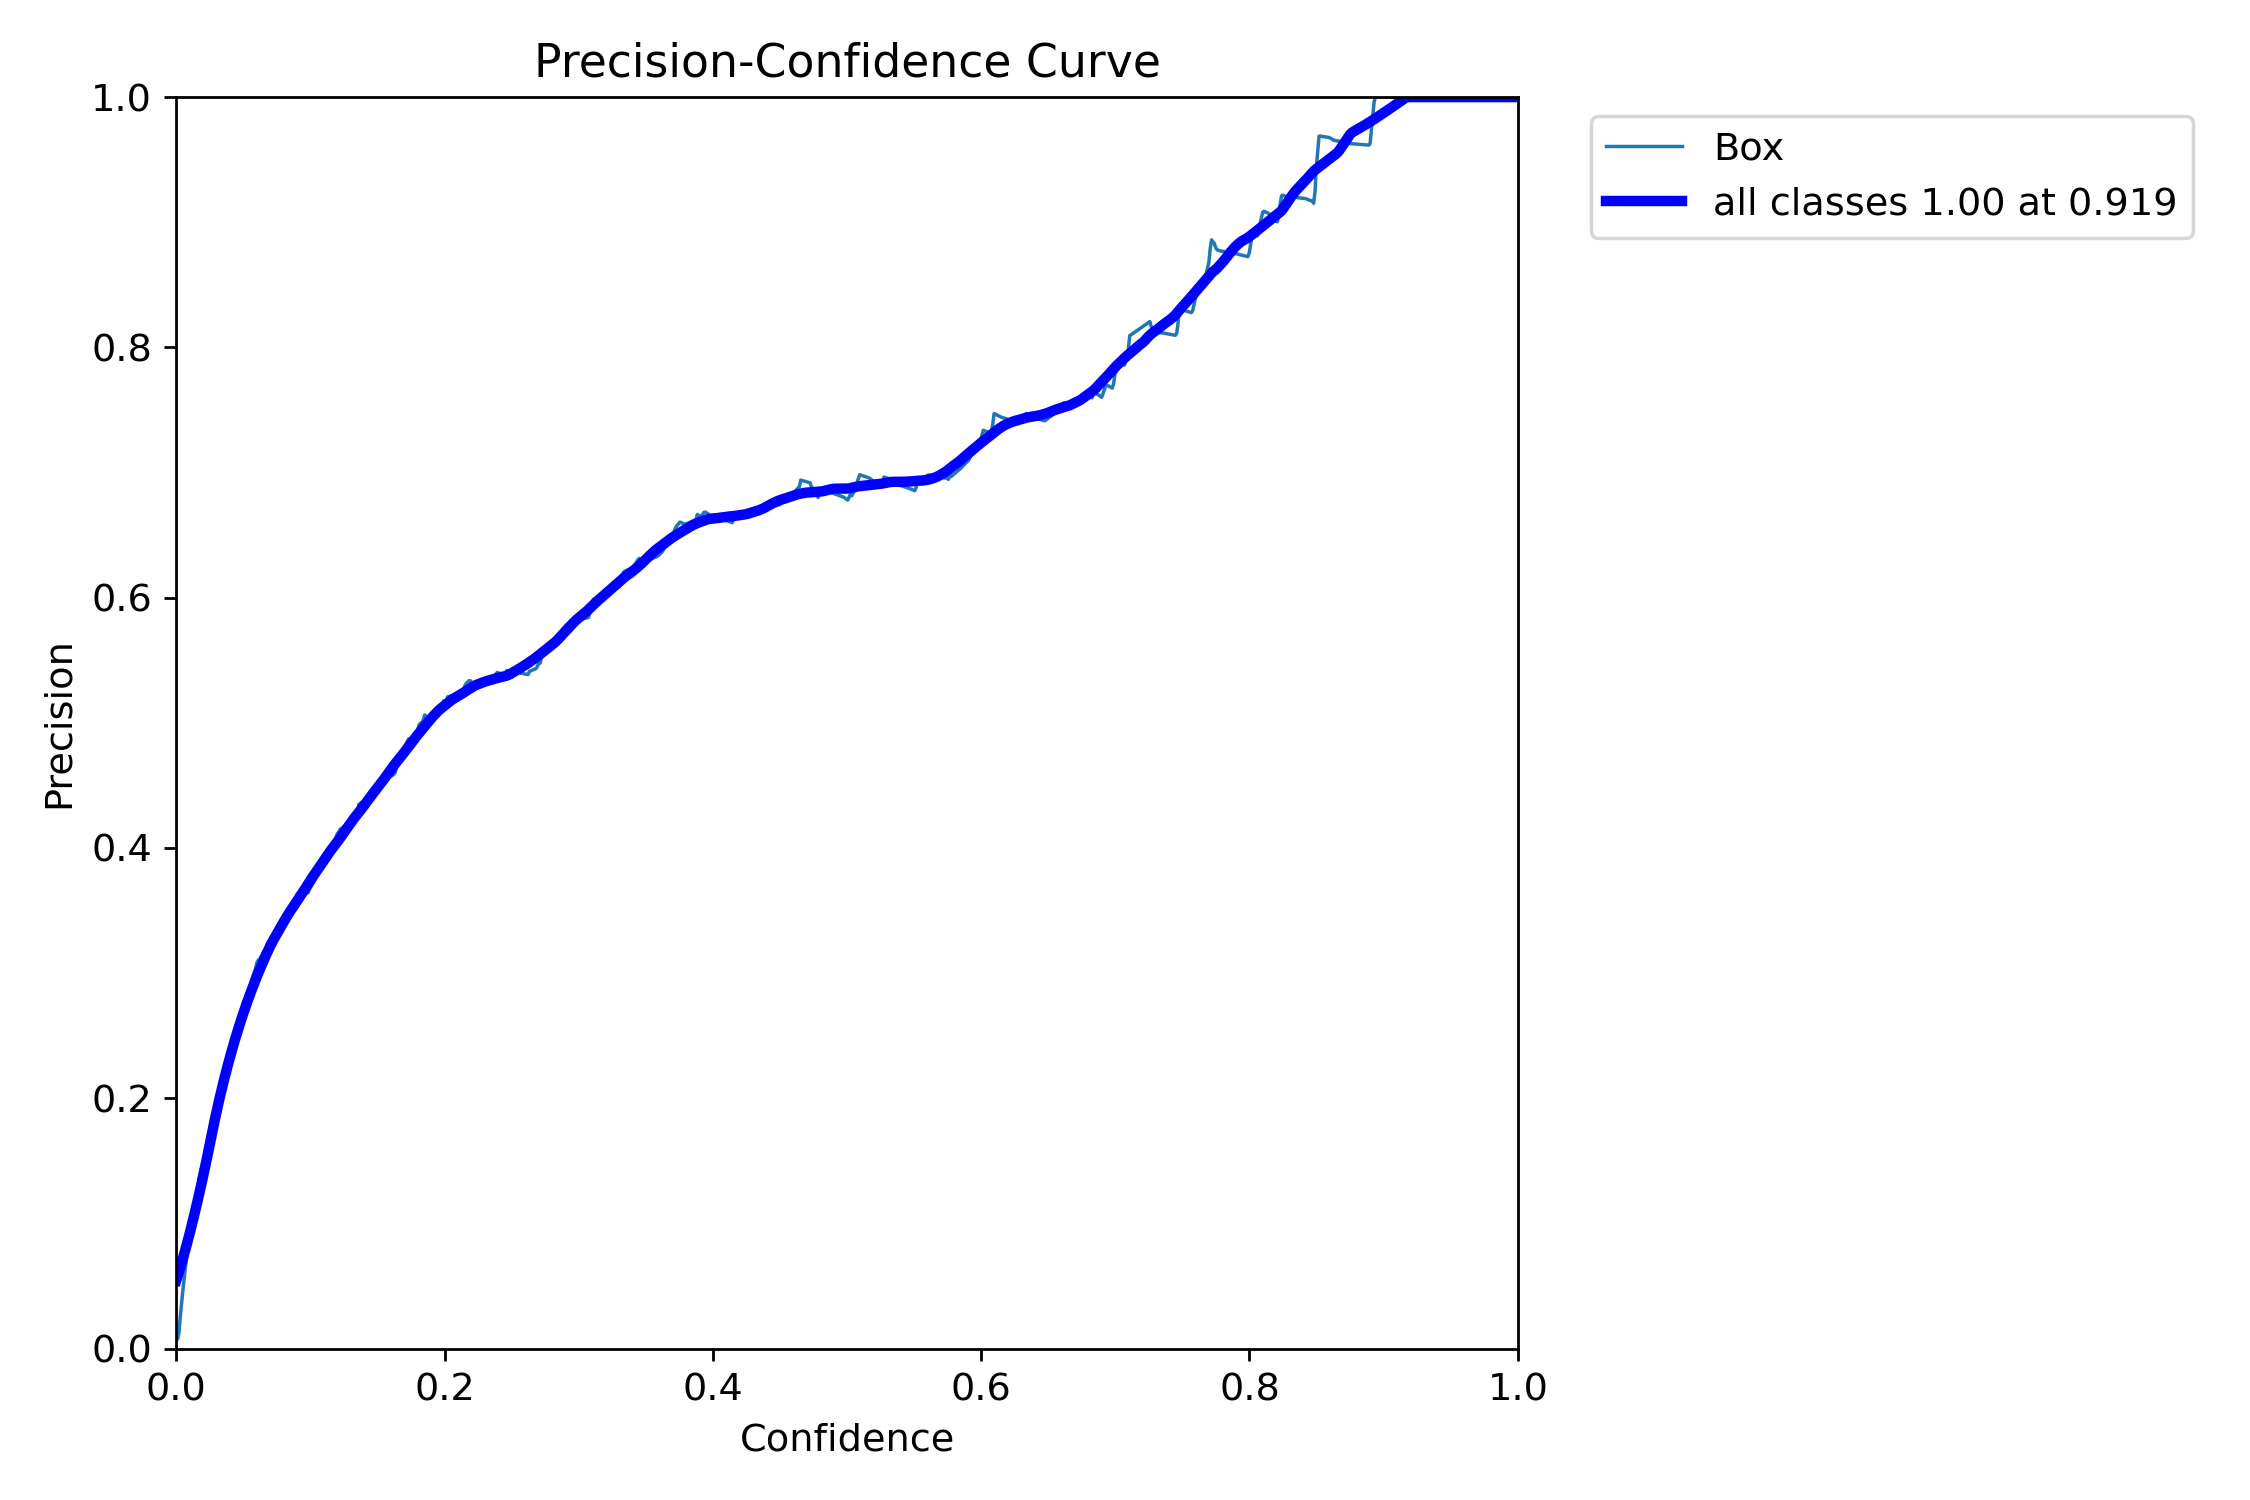 Precision-Confidence Curve
Box
all classes 1.00 at 0.919
1.0
0.8
0.6
0.4
0.2
0.0
Precision
0.0 0.2 0.4 0.6 0.8 1.0
Confidence